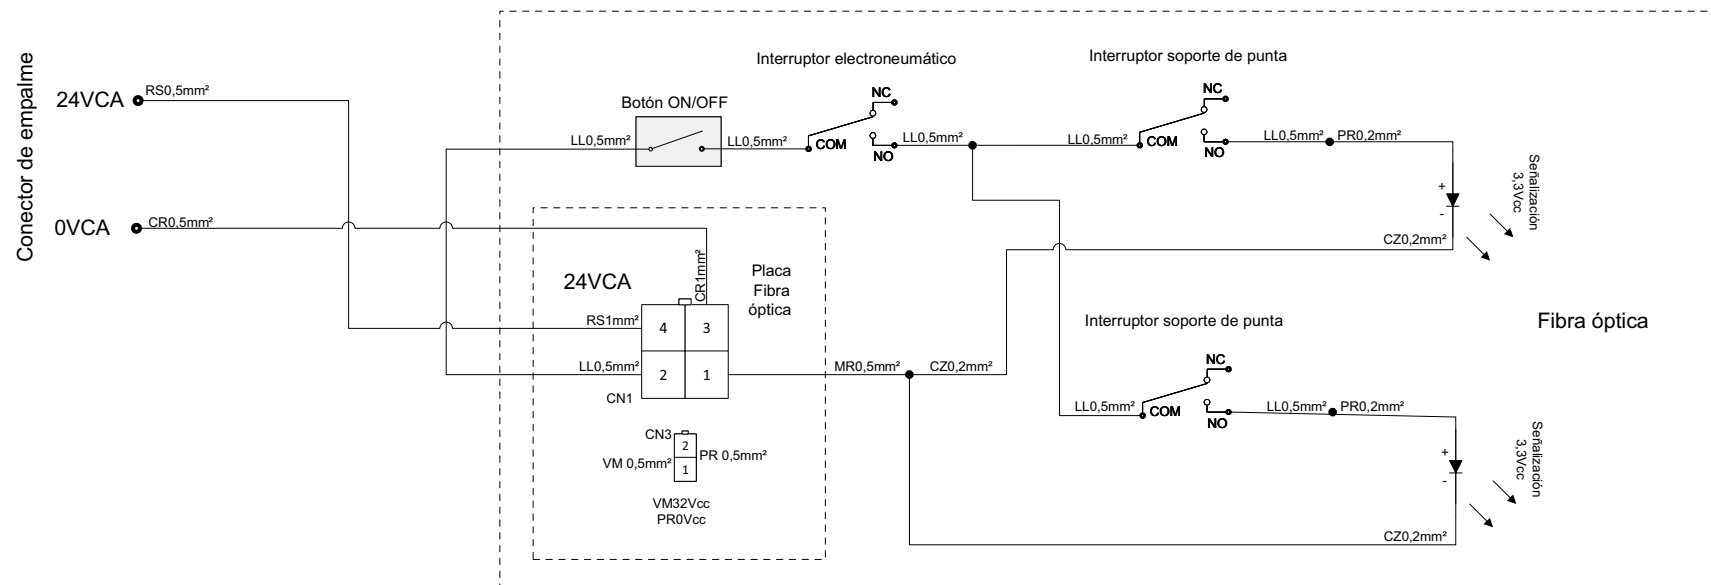 Conector de empalme
24VCA
RS0,5mm²
0VCA
CR0,5mm²
Botón ON/OFF
LL0,5mm²
LL0,5mm²
Interruptor electroneumático
NC
COM
NO
LL0,5mm²
LL0,5mm²
Interruptor soporte de punta
NC
COM
NO
LL0,5mm²
PR0,2mm²
+
-
Señalización
3,3Vcc
CZ0,2mm²
24VCA
CR1mm²
Placa
Fibra
óptica
RS1mm²
4
3
LL0,5mm²
2
1
CN1
MR0,5mm²
CZ0,2mm²
CN3
2
PR 0,5mm²
VM 0,5mm²
1
VM32Vcc
PR0Vcc
Interruptor soporte de punta
NC
LL0,5mm²
COM
NO
LL0,5mm²
PR0,2mm²
+
-
Señalización
3,3Vcc
CZ0,2mm²
Fibra óptica